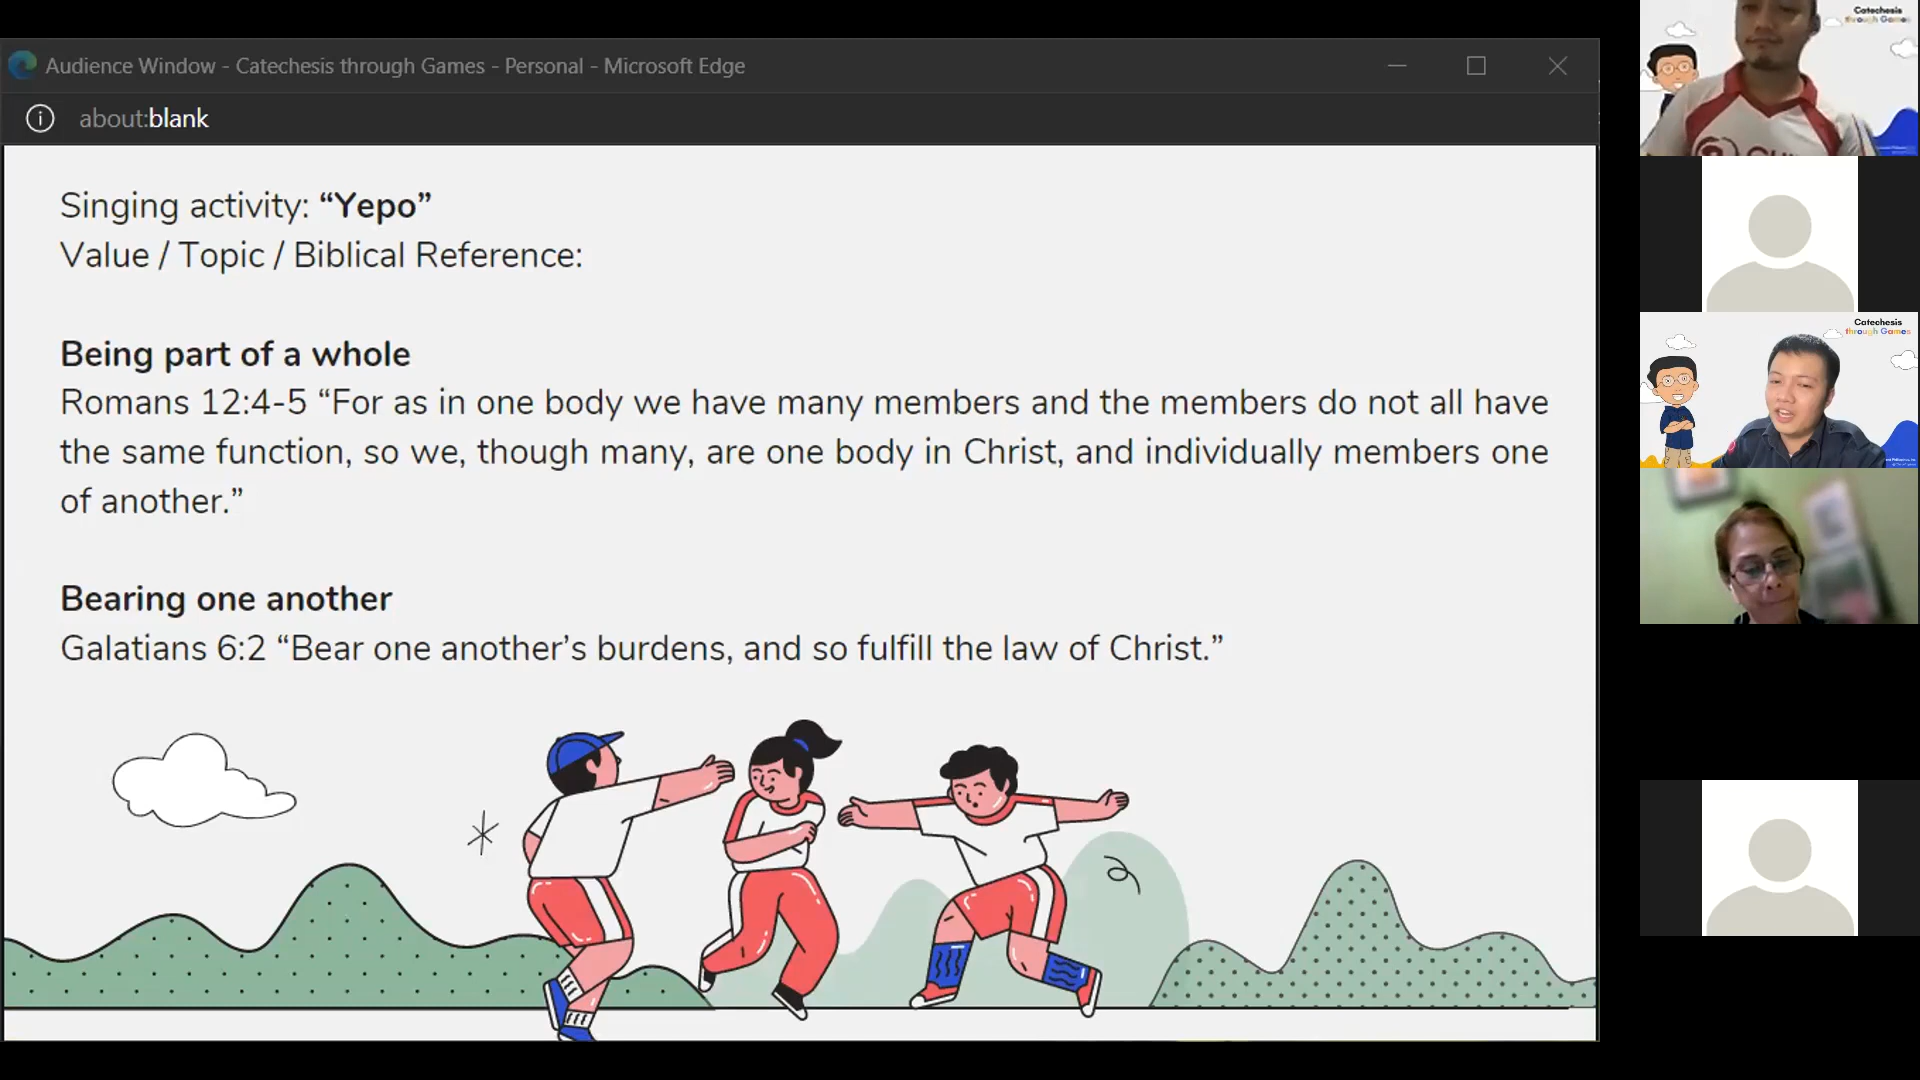 Audience Window - Catechesis through Games - Personal - Microsoft Edge
about:blank
Singing activity: “Yepo”
Value / Topic / Biblical Reference:
Being part of a whole
Romans 12:4-5 “For as in one body we have many members and the members do not all have
the same function, so we, though many, are one body in Christ, and individually members one
of another.”
Bearing one another
Galatians 6:2 “Bear one another’s burdens, and so fulfill the law of Christ.”
Catechesis
through Games
Catechesis
through Games